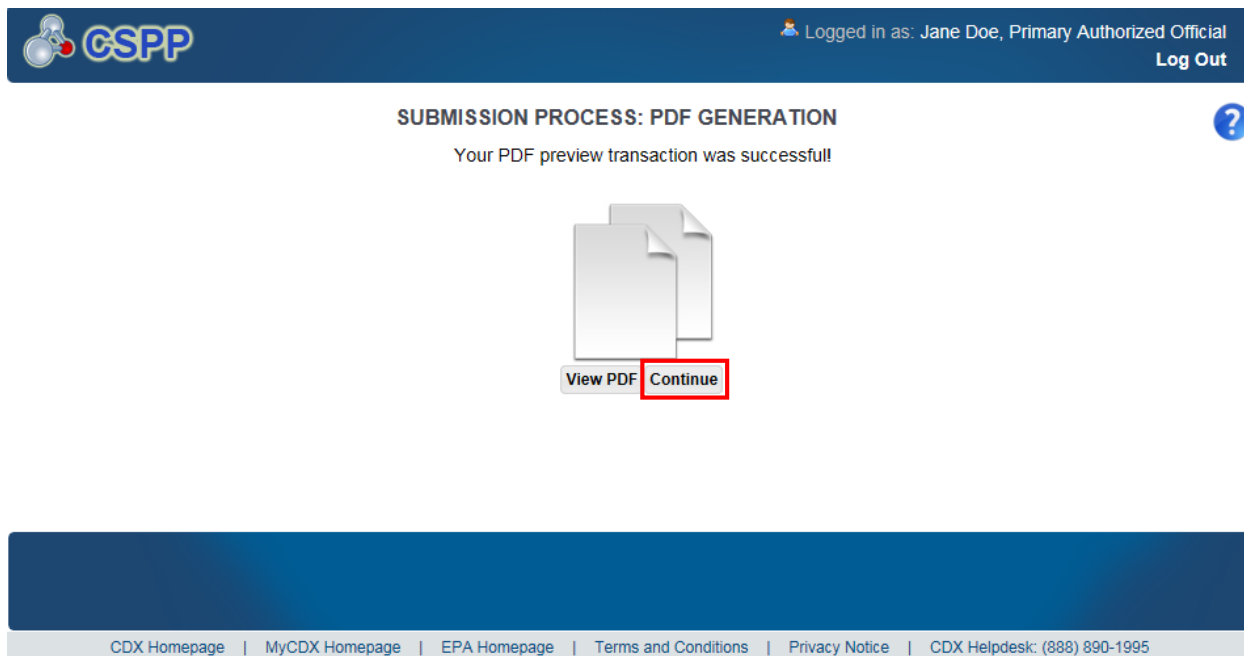 CSPP
Logged in as: Jane Doe, Primary Authorized Official
Log Out
SUBMISSION PROCESS: PDF GENERATION
?
Your PDF preview transaction was successful!
View PDF Continue
CDX Homepage | MyCDX Homepage | EPA Homepage | Terms and Conditions | Privacy Notice | CDX Helpdesk: (888) 890-1995